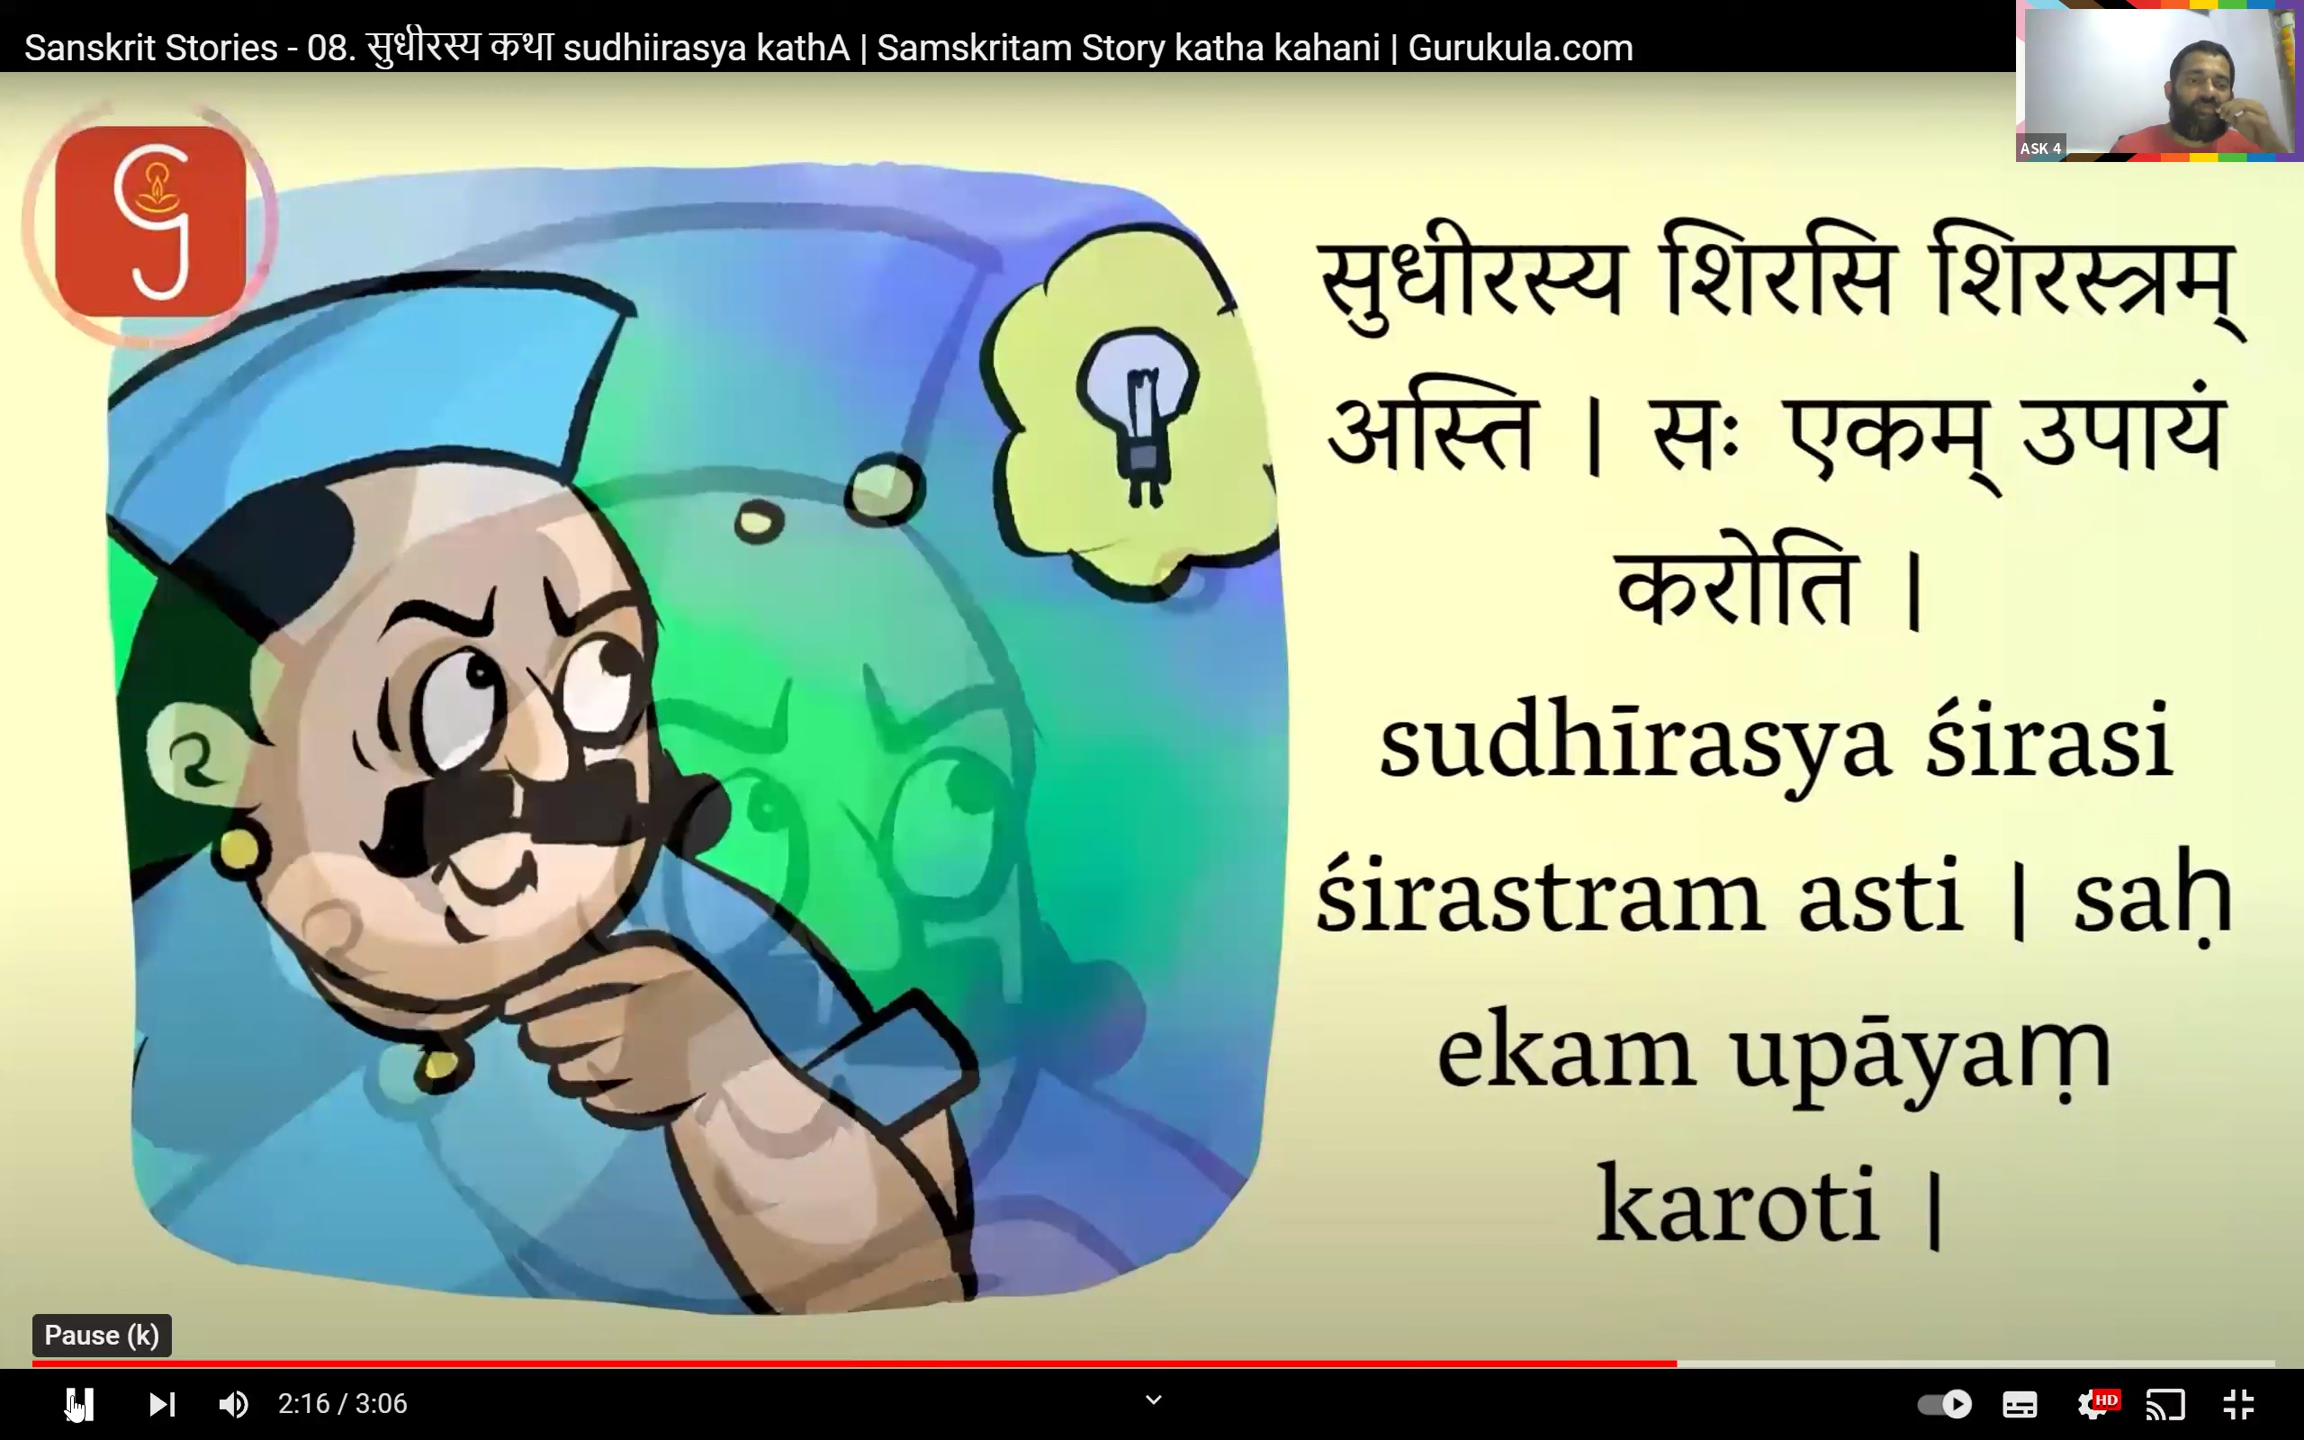 Sanskrit Stories - 08. सुधीरस्य कथा sudhiirasya kathA | Samskritam Story katha kahani | Gurukula.com
ASK 4
सुधीरस्य शिरसि शिरस्त्रम्
अस्ति । सः एकम् उपायं
करोति ।
sudhīrasya śirasi
śirastram asti | saḥ
ekam upāyaṃ
karoti |
Pause (k)
2:16 / 3:06
HD